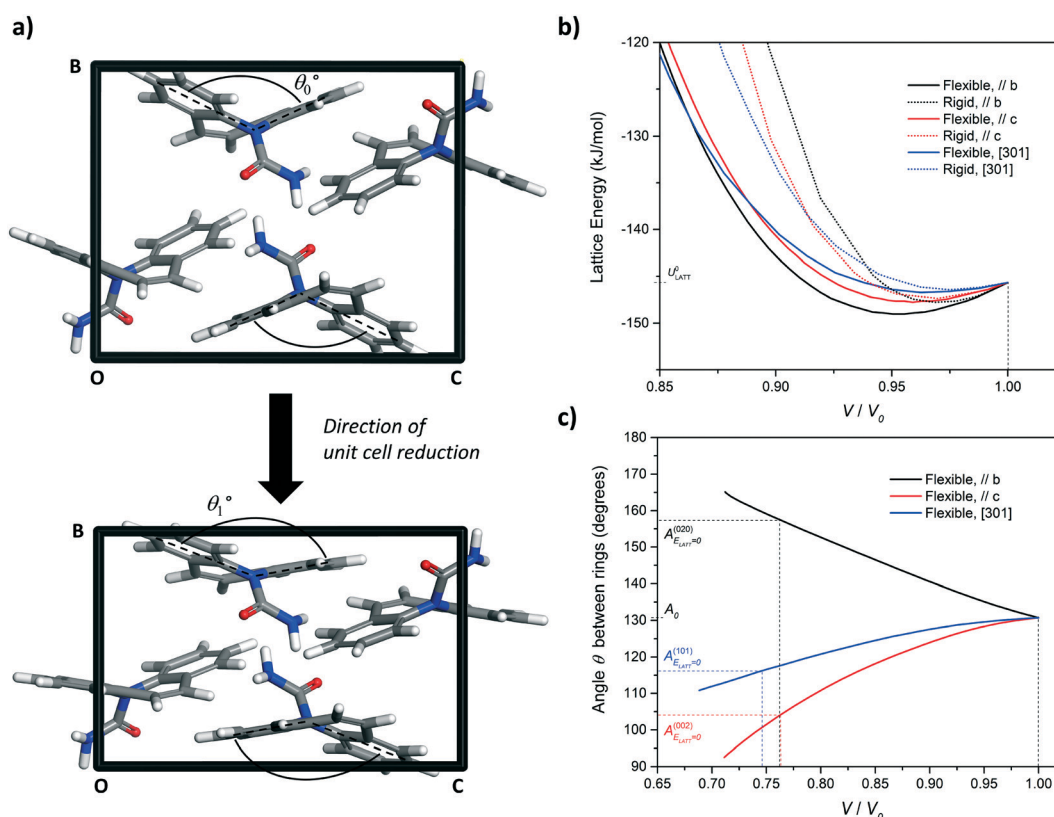 a)
B
θ₀°
O
C
Direction of
unit cell reduction
B
θ₁°
O
C
b)
Lattice Energy (kJ/mol)
-120
-130
-140
U⁰LATT
-150
Flexible, // b
Rigid, // b
Flexible, // c
Rigid, // c
Flexible, [301]
Rigid, [301]
0.85
0.90
0.95
1.00
V / V₀
c)
Angle θ between rings (degrees)
180
170
160
150
140
130
120
110
100
90
Flexible, // b
Flexible, // c
Flexible, [301]
A(020)ELATT=0
A₀
A(101)ELATT=0
A(002)ELATT=0
0.65
0.70
0.75
0.80
0.85
0.90
0.95
1.00
V / V₀